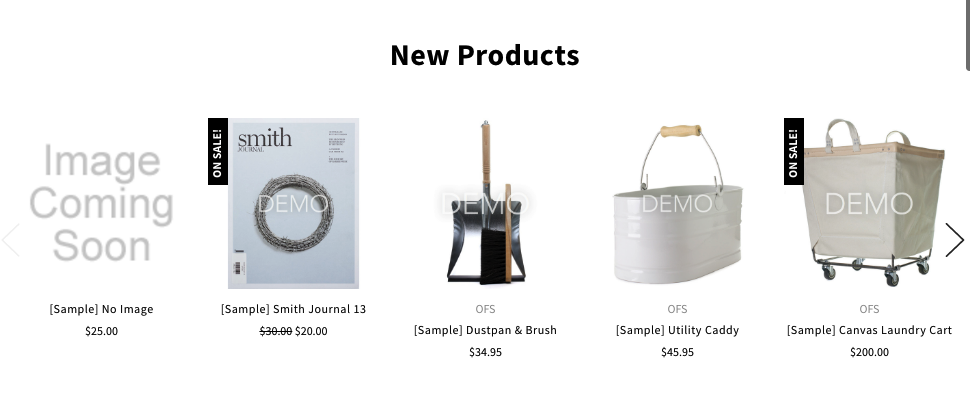 New Products
Image
Coming
Soon
[Sample] No Image
$25.00
ON SALE!
smith
JOURNAL
DEMO
[Sample] Smith Journal 13
$30.00 $20.00
DEMO
OFS
[Sample] Dustpan & Brush
$34.95
DEMO
OFS
[Sample] Utility Caddy
$45.95
ON SALE!
DEMO
OFS
[Sample] Canvas Laundry Cart
$200.00